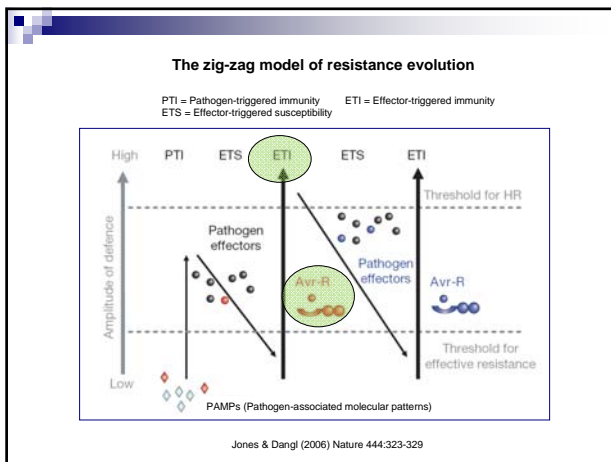 The zig-zag model of resistance evolution
PTI = Pathogen-triggered immunity ETI = Effector-triggered immunity
ETS = Effector-triggered susceptibility
High PTI ETS ETI ETS ETI
Threshold for HR
Pathogen
effectors
Pathogen
effectors
Avr-R
Avr-R
Amplitude of defence
Threshold for
effective resistance
Low
PAMPs (Pathogen-associated molecular patterns)
Jones & Dangl (2006) Nature 444:323-329